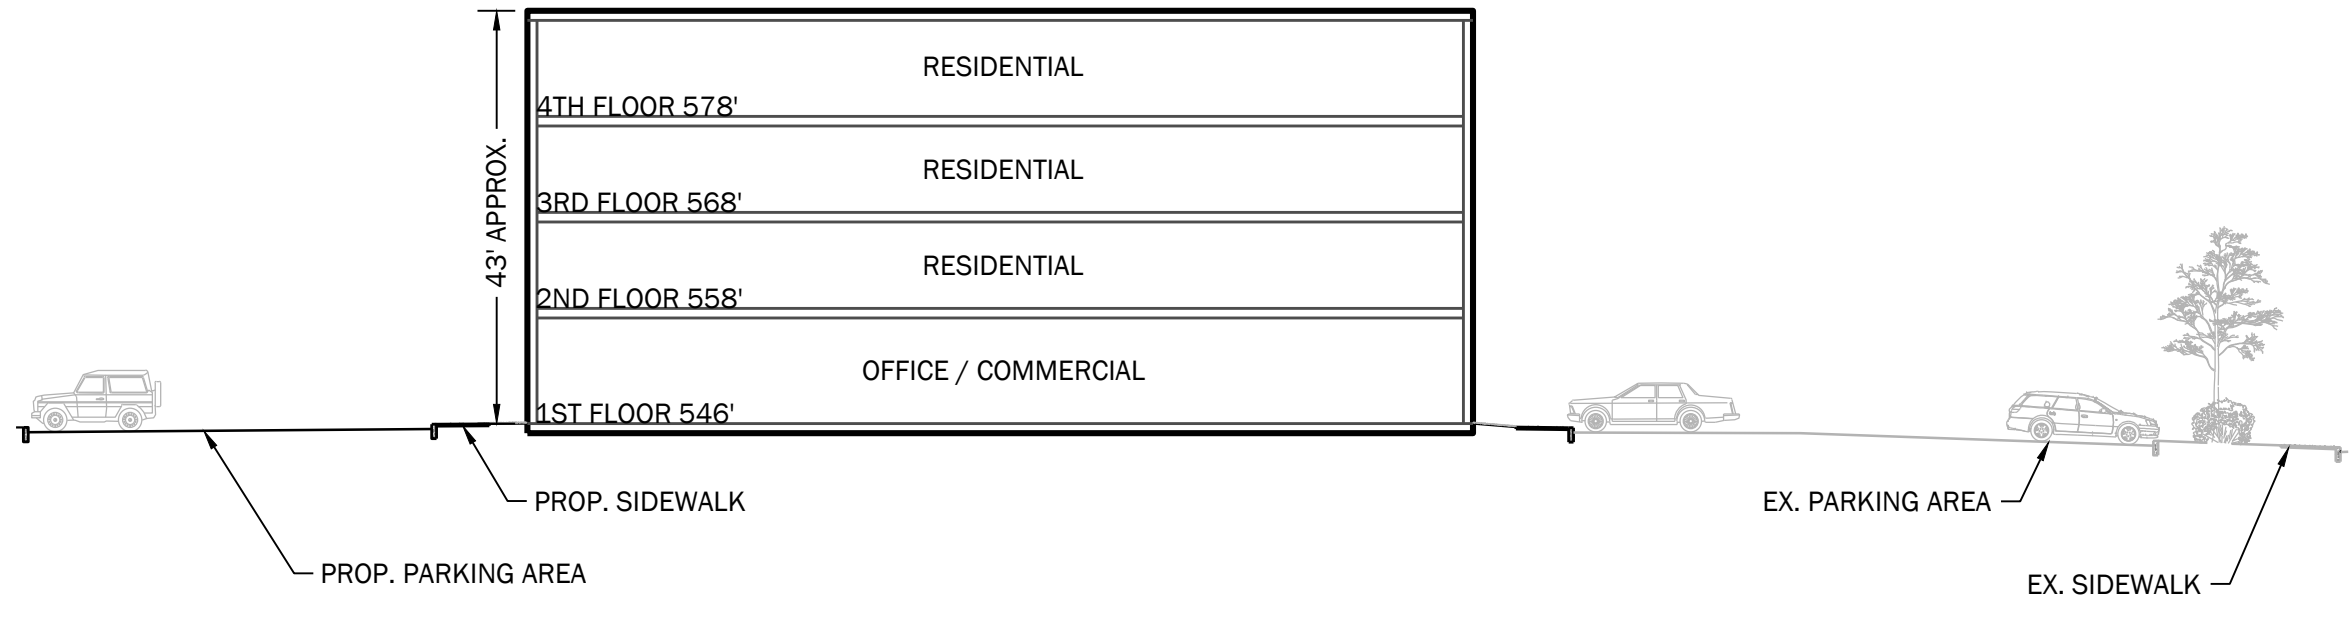 RESIDENTIAL
4TH FLOOR 578'
RESIDENTIAL
3RD FLOOR 568'
43' APPROX.
RESIDENTIAL
2ND FLOOR 558'
OFFICE / COMMERCIAL
1ST FLOOR 546'
PROP. SIDEWALK
EX. PARKING AREA
PROP. PARKING AREA
EX. SIDEWALK